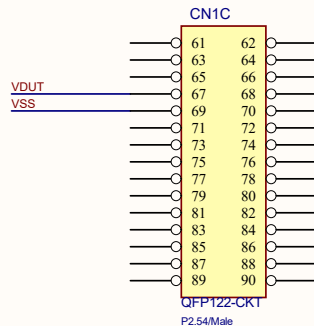 CN1C
61 62
63 64
65 66
VDUT 67 68
VSS 69 70
71 72
73 74
75 76
77 78
79 80
81 82
83 84
85 86
87 88
89 90
QFP122-CKT
P2.54/Male